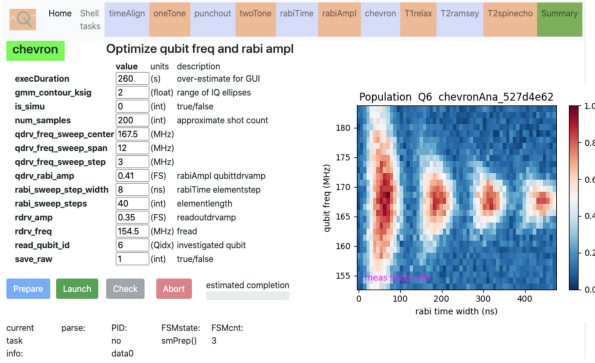 Home
Shell tasks
timeAlign
oneTone
punchout
twoTone
rabiTime
rabiAmpl
chevron
T1relax
T2ramsey
T2spinecho
Summary
chevron
Optimize qubit freq and rabi ampl
value units description
execDuration 260 (s) over-estimate for GUI
gmm_contour_ksig 2 (float) range of IQ ellipses
is_simu 0 (int) true/false
num_samples 200 (int) approximate shot count
qdrv_freq_sweep_center 167.5 (MHz)
qdrv_freq_sweep_span 12 (MHz)
qdrv_freq_sweep_step 3 (MHz)
qdrv_rabi_amp 0.41 (FS) rabiAmpl qubittdrvamp
rabi_sweep_step_width 8 (ns) rabiTime elementstep
rabi_sweep_steps 40 (int) elementlength
rdrv_amp 0.35 (FS) readoutdrvamp
rdrv_freq 154.5 (MHz) fread
read_qubit_id 6 (Qidx) investigated qubit
save_raw 1 (int) true/false
Prepare
Launch
Check
Abort
estimated completion
current task info:
parse:
PID: no data0
FSMstate: smPrep()
FSMcnt: 3
Population Q6 chevronAna_527d4e62
qubit freq (MHz)
180
175
170
165
160
155
0 100 200 300 400
rabi time width (ns)
1.0
0.8
0.6
0.4
0.2
0.0